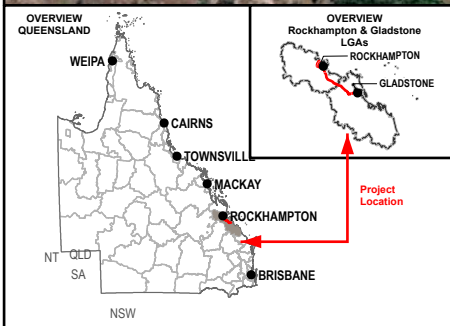 OVERVIEW
QUEENSLAND
WEIPA
CAIRNS
TOWNSVILLE
MACKAY
ROCKHAMPTON
BRISBANE
NT
QLD
SA
NSW
OVERVIEW
Rockhampton & Gladstone
LGAs
ROCKHAMPTON
GLADSTONE
Project
Location